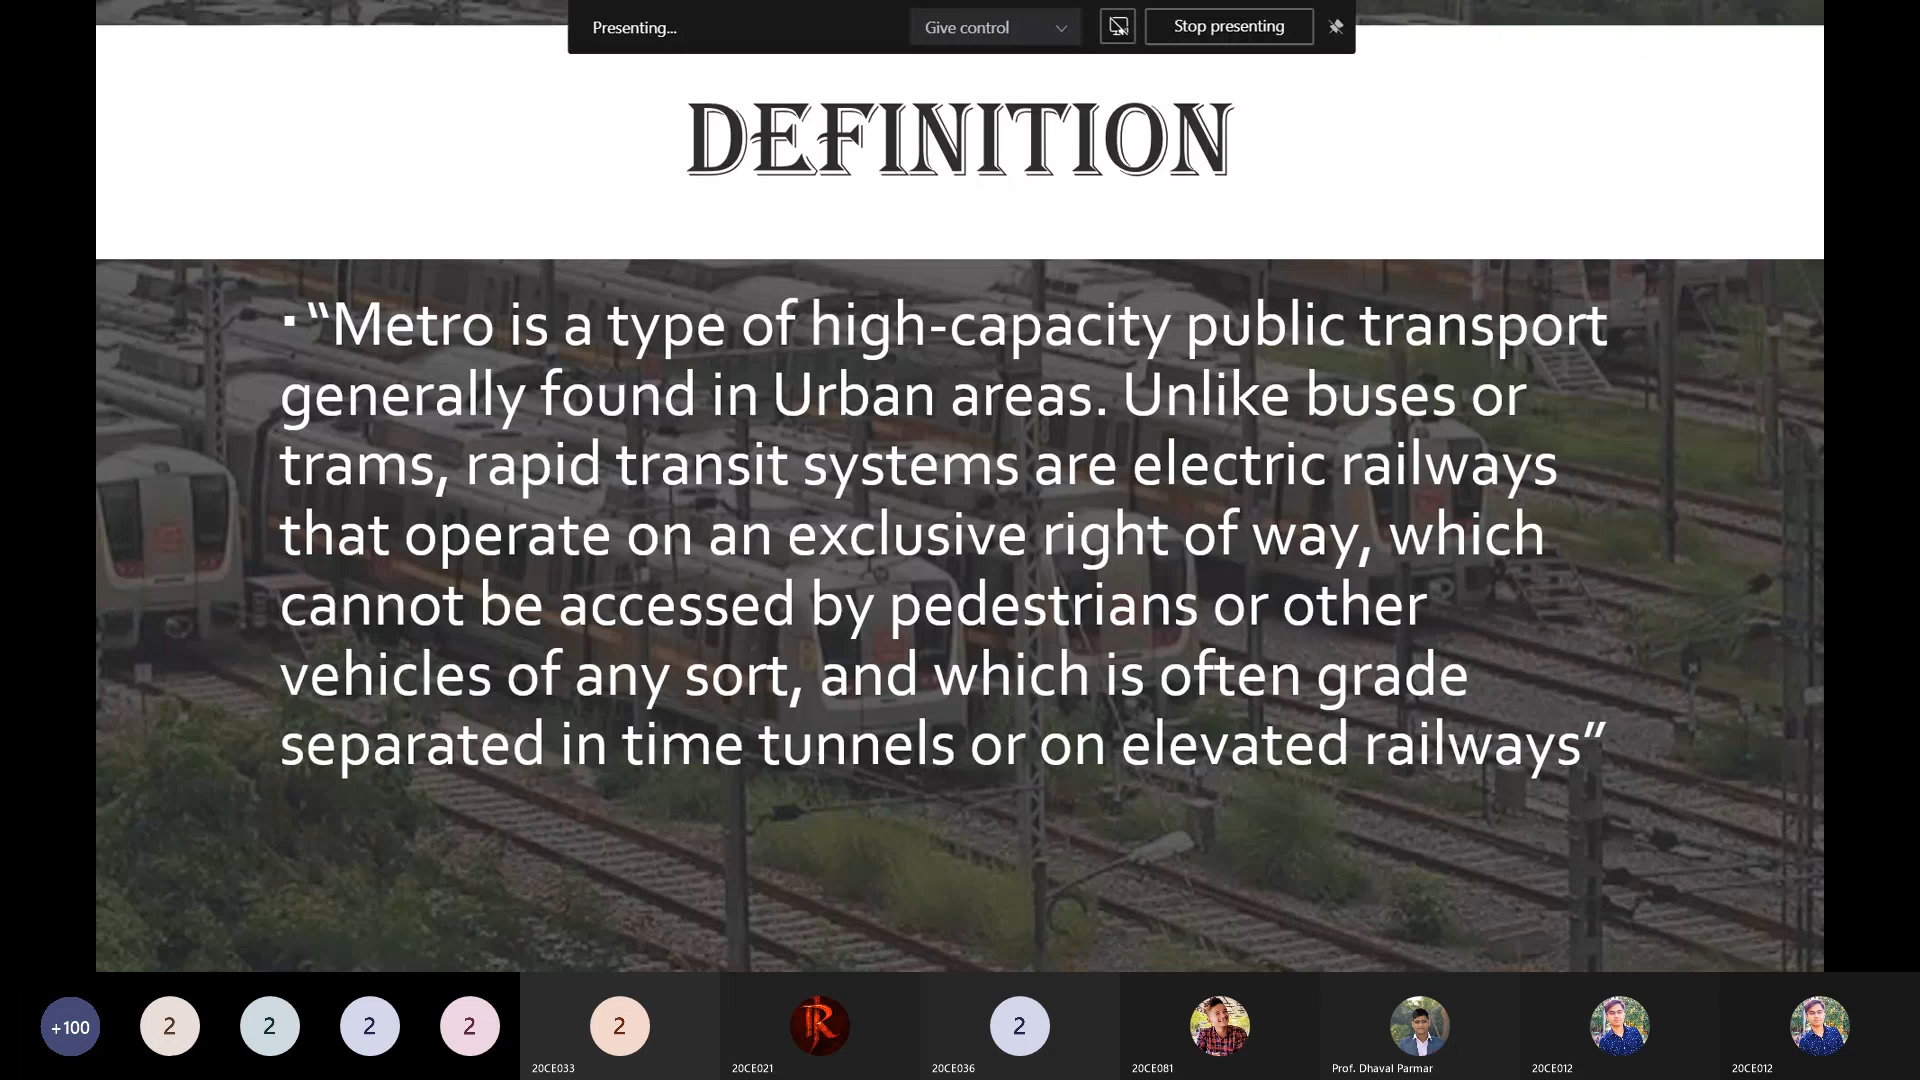 Presenting...
Give control
Stop presenting
DEFINITION
▪ “Metro is a type of high-capacity public transport
generally found in Urban areas. Unlike buses or
trams, rapid transit systems are electric railways
that operate on an exclusive right of way, which
cannot be accessed by pedestrians or other
vehicles of any sort, and which is often grade
separated in time tunnels or on elevated railways”
+100
2
2
2
2
2
R
2
20CE033
20CE021
20CE036
20CE081
Prof. Dhaval Parmar
20CE012
20CE012